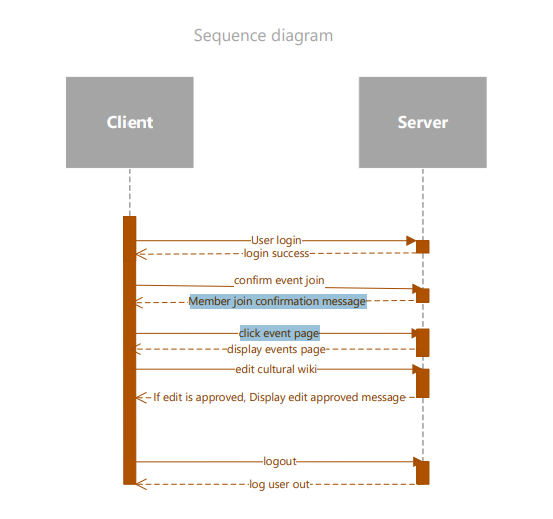 Sequence diagram
Client
Server
User login
login success
confirm event join
Member join confirmation message
click event page
display events page
edit cultural wiki
If edit is approved, Display edit approved message
logout
log user out